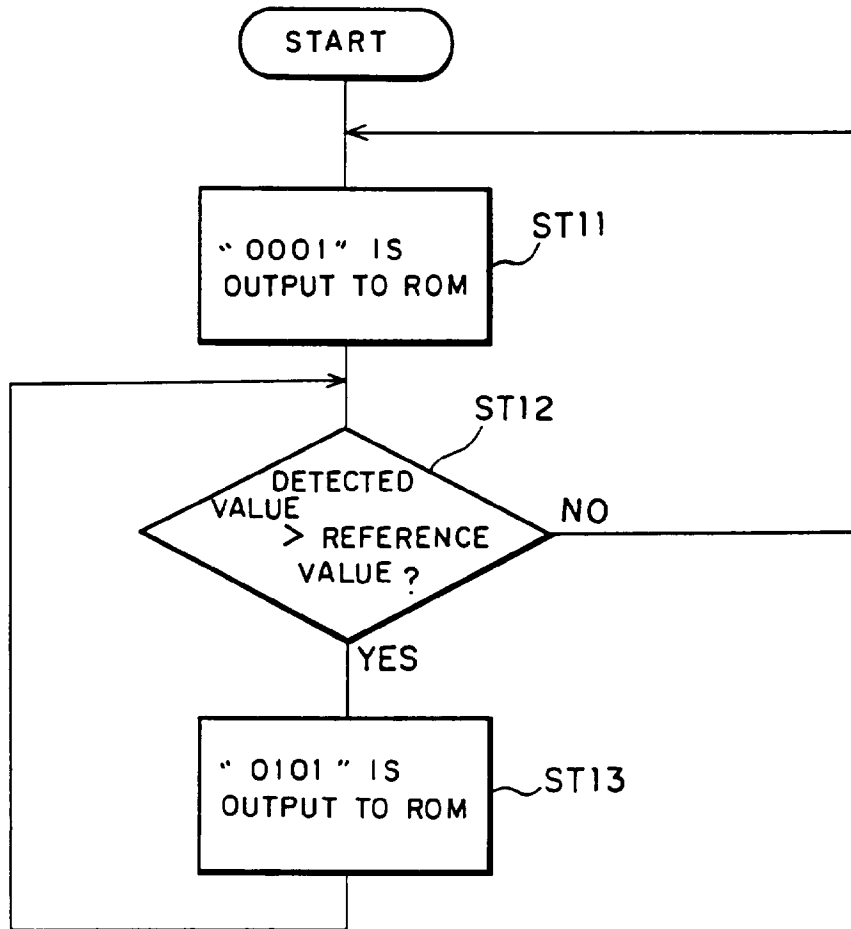 START
"0001" IS
OUTPUT TO ROM
ST11
ST12
DETECTED
VALUE
> REFERENCE
VALUE ?
NO
YES
"0101" IS
OUTPUT TO ROM
ST13